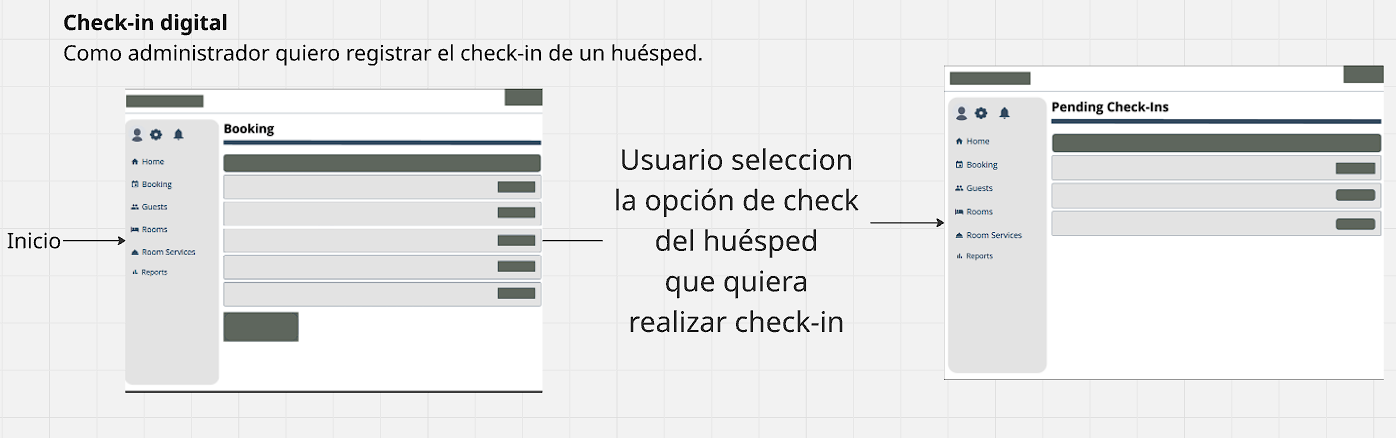 Check-in digital
Como administrador quiero registrar el check-in de un huésped.
Inicio
Booking
Home
Booking
Guests
Rooms
Room Services
Reports
Usuario seleccion
la opción de check
del huésped
que quiera
realizar check-in
Pending Check-Ins
Home
Booking
Guests
Rooms
Room Services
Reports